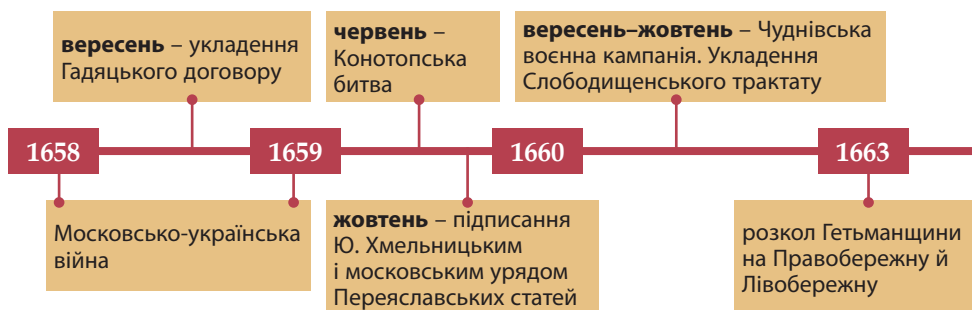 вересень – укладення
Гадяцького договору
червень –
Конотопська
битва
вересень–жовтень – Чуднівська
воєнна кампанія. Укладення
Слободищенського трактату
1658
1659
1660
1663
Московсько-українська
війна
жовтень – підписання
Ю. Хмельницьким
і московським урядом
Переяславських статей
розкол Гетьманщини
на Правобережну й
Лівобережну